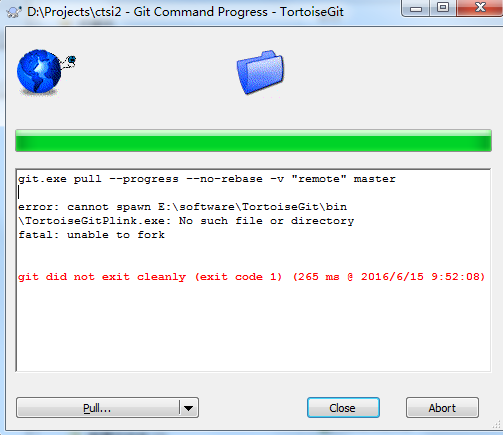 D:\Projects\ctsi2 - Git Command Progress - TortoiseGit
git.exe pull --progress --no-rebase -v "remote" master
error: cannot spawn E:\software\TortoiseGit\bin
\TortoiseGitPlink.exe: No such file or directory
fatal: unable to fork
git did not exit cleanly (exit code 1) (265 ms @ 2016/6/15 9:52:08)
Pull...
Close
Abort